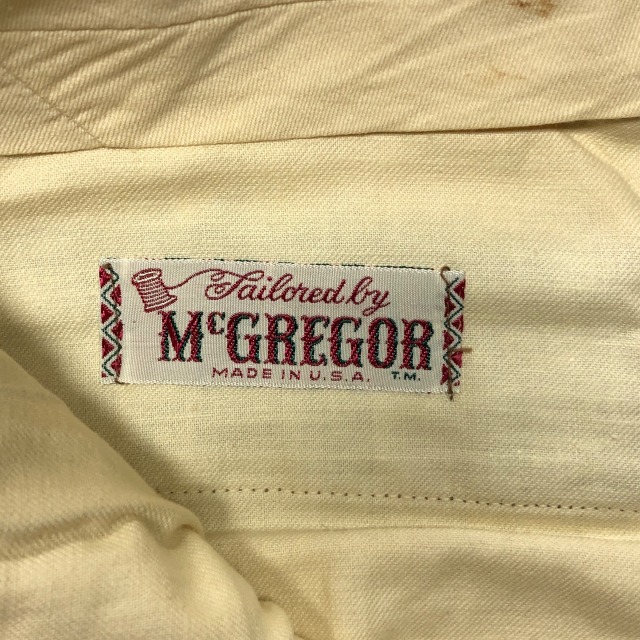 Tailored by
McGREGOR
MADE IN U.S.A. T.M.